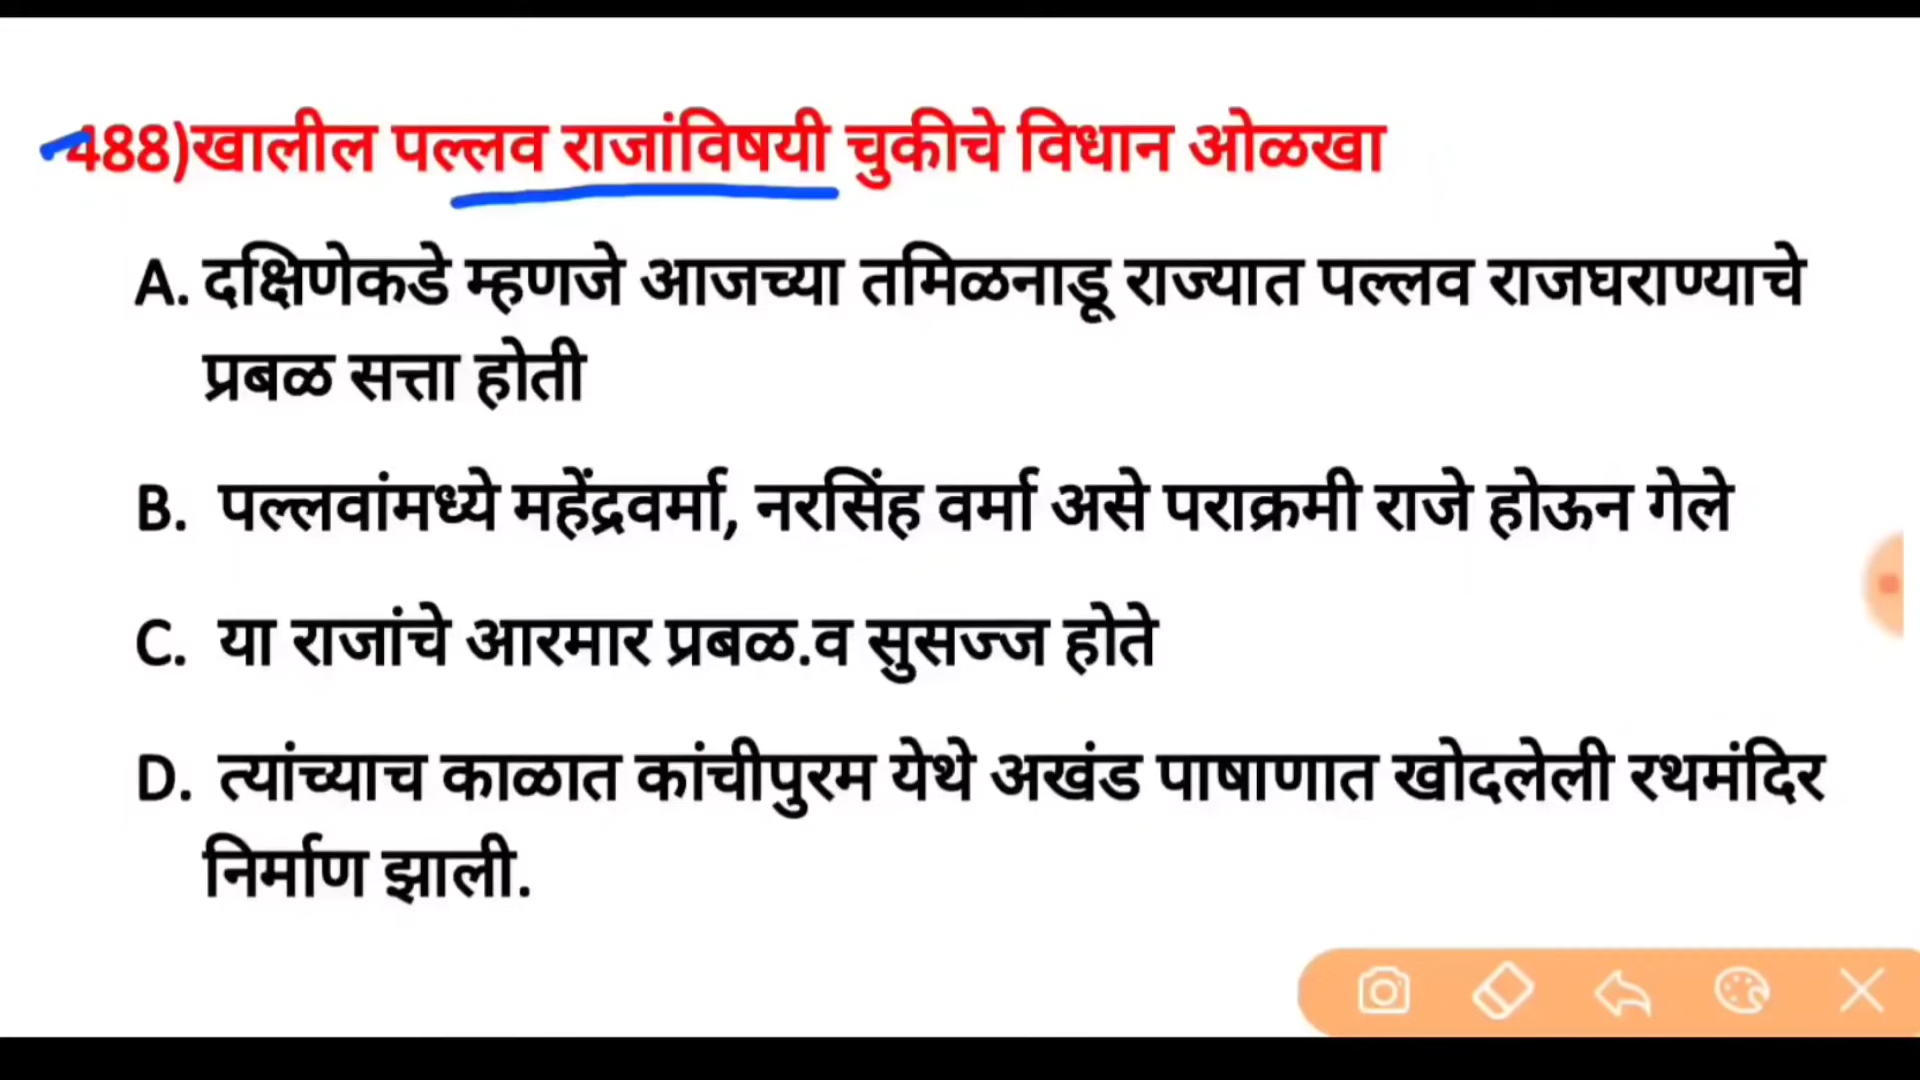 488)खालील पल्लव राजांविषयी चुकीचे विधान ओळखा
A. दक्षिणेकडे म्हणजे आजच्या तमिळनाडू राज्यात पल्लव राजघराण्याचे
प्रबळ सत्ता होती
B. पल्लवांमध्ये महेंद्रवर्मा, नरसिंह वर्मा असे पराक्रमी राजे होऊन गेले
C. या राजांचे आरमार प्रबळ.व सुसज्ज होते
D. त्यांच्याच काळात कांचीपुरम येथे अखंड पाषाणात खोदलेली रथमंदिर
निर्माण झाली.